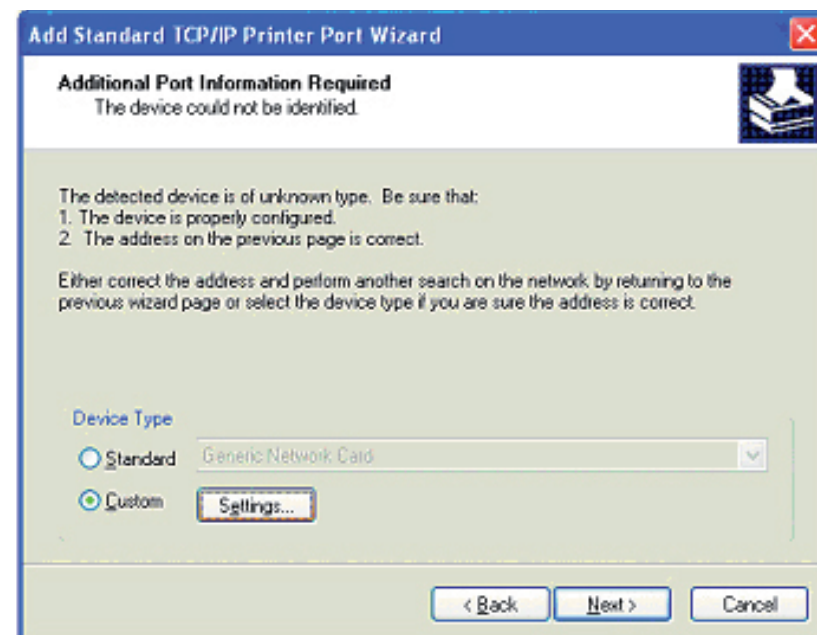 Add Standard TCP/IP Printer Port Wizard
Additional Port Information Required
The device could not be identified.
The detected device is of unknown type. Be sure that:
1. The device is properly configured.
2. The address on the previous page is correct.
Either correct the address and perform another search on the network by returning to the
previous wizard page or select the device type if you are sure the address is correct.
Device Type
Standard
Generic Network Card
Custom
Settings...
< Back
Next >
Cancel